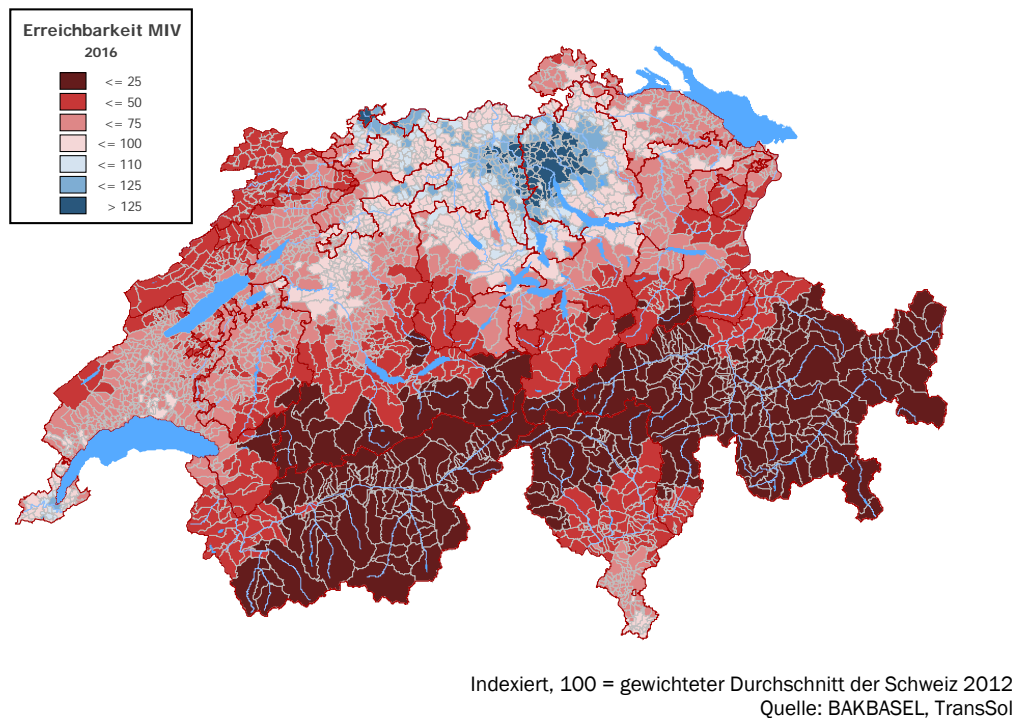 Erreichbarkeit MIV
2016
<= 25
<= 50
<= 75
<= 100
<= 110
<= 125
> 125
Indexiert, 100 = gewichteter Durchschnitt der Schweiz 2012
Quelle: BAKBASEL, TransSol